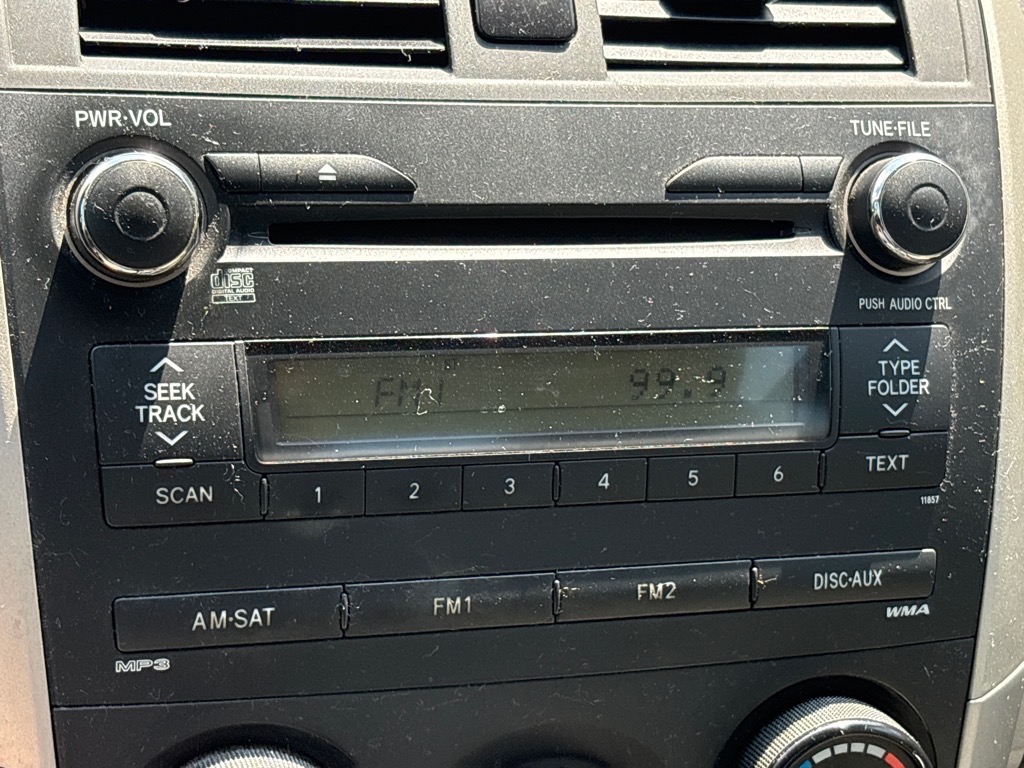 PWR·VOL
TUNE·FILE
COMPACT
disc
DIGITAL AUDIO
TEXT
PUSH AUDIO CTRL
SEEK
TRACK
FM1
99.9
TYPE
FOLDER
SCAN
1
2
3
4
5
6
TEXT
11857
AM·SAT
FM1
FM2
DISC·AUX
MP3
WMA